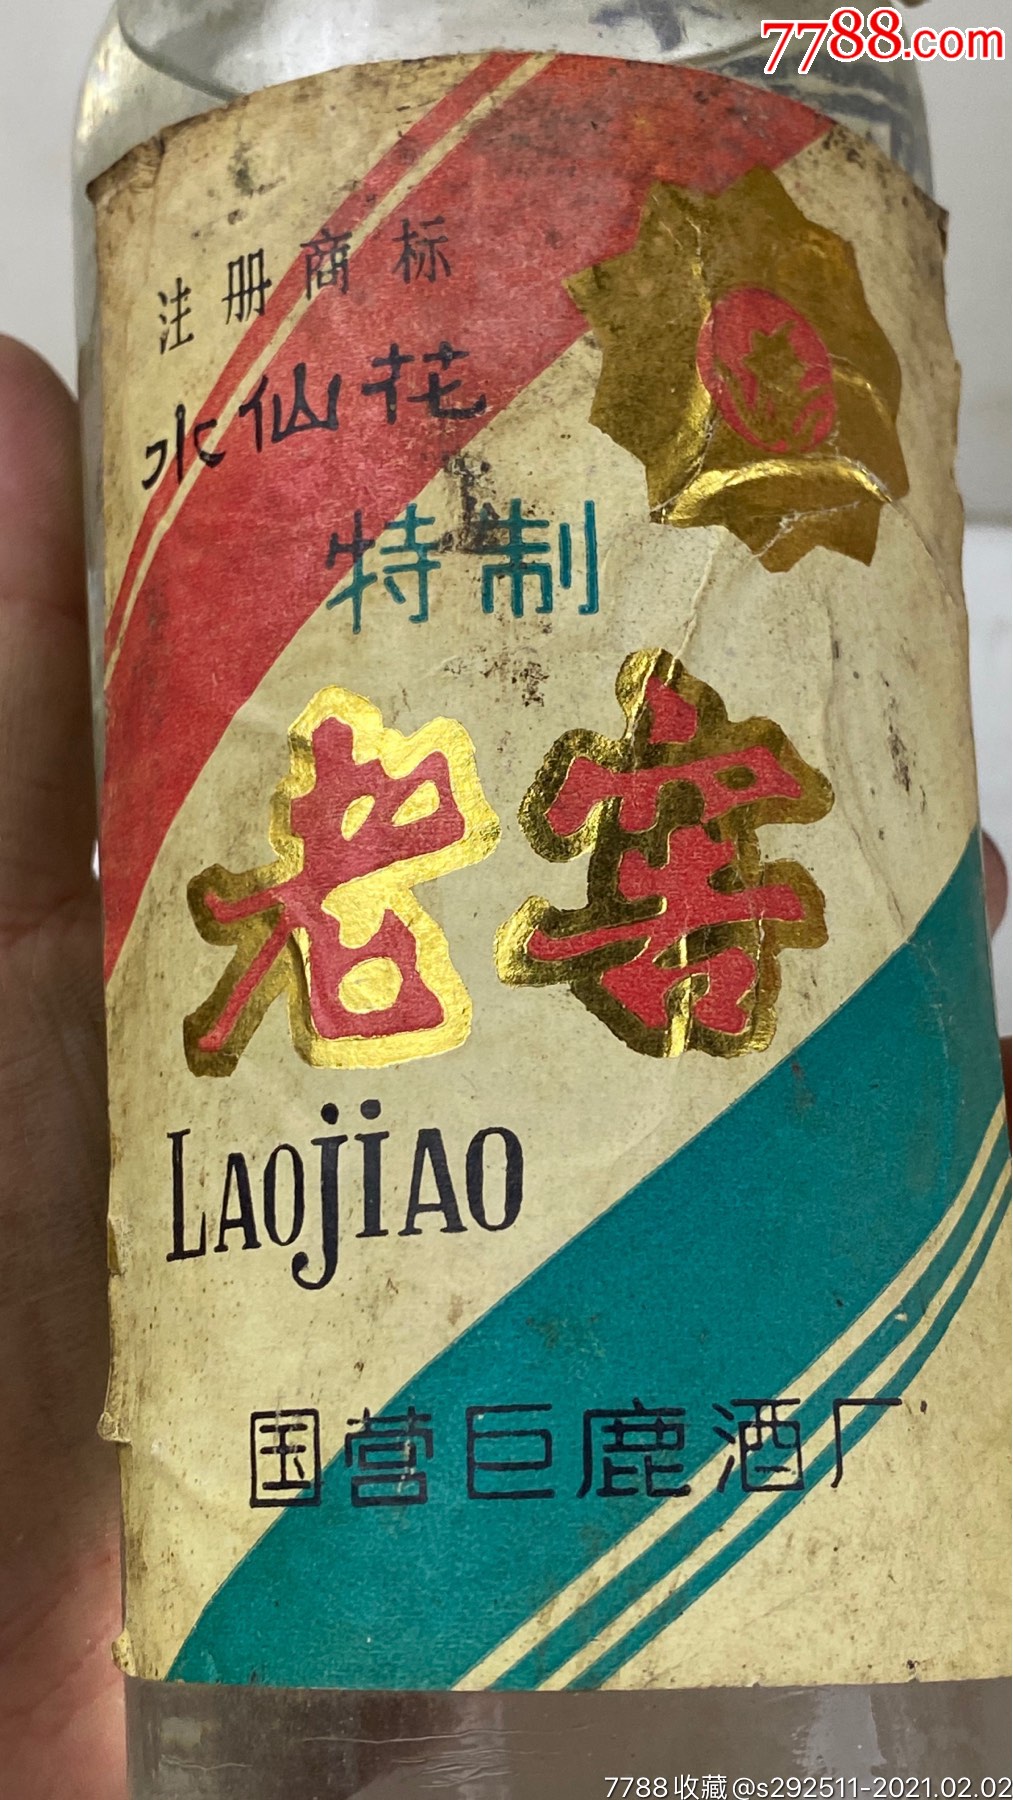 7788.com
注册商标
水仙花
特制
老窖
LAOJIAO
国营巨鹿酒厂
7788收藏@s292511-2021.02.02